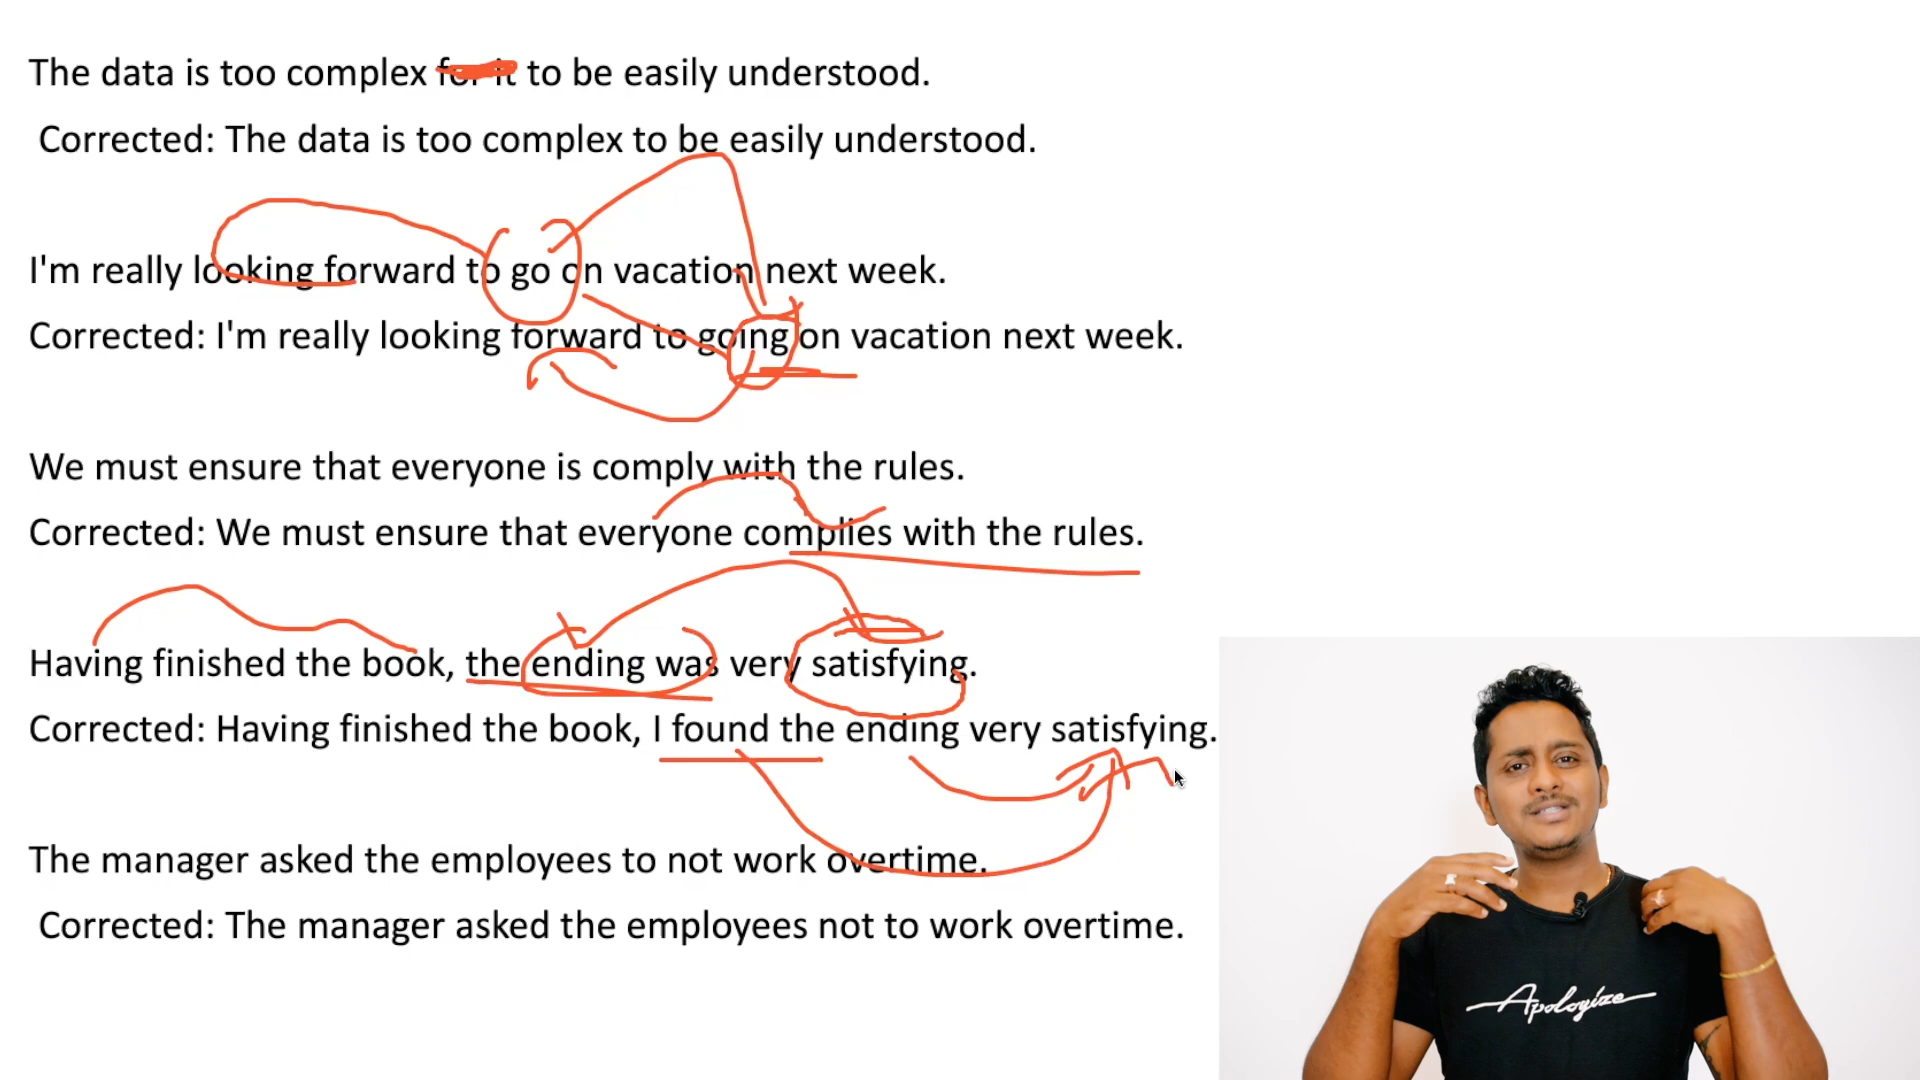 The data is too complex for it to be easily understood.
Corrected: The data is too complex to be easily understood.
I'm really looking forward to go on vacation next week.
Corrected: I'm really looking forward to going on vacation next week.
We must ensure that everyone is comply with the rules.
Corrected: We must ensure that everyone complies with the rules.
Having finished the book, the ending was very satisfying.
Corrected: Having finished the book, I found the ending very satisfying.
The manager asked the employees to not work overtime.
Corrected: The manager asked the employees not to work overtime.
Apologize